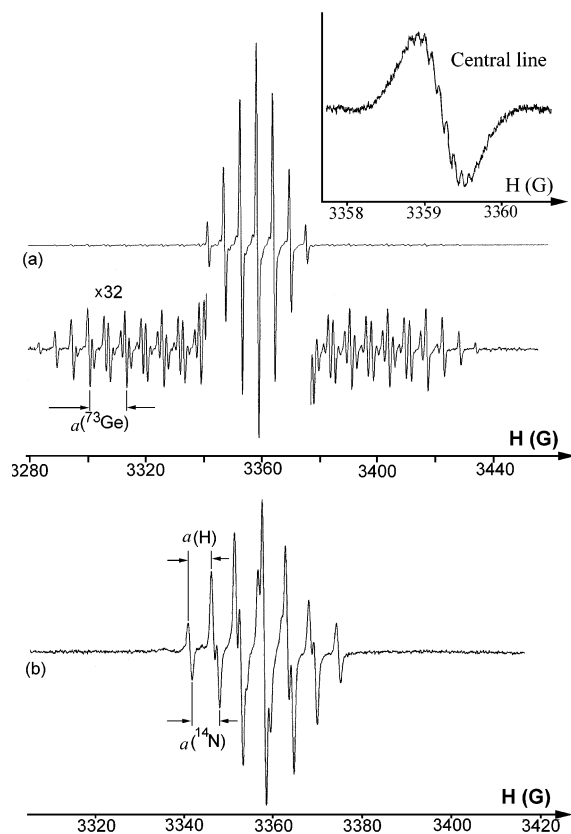 Central line
H (G)
3358 3359 3360
(a)
x32
a(73Ge)
H (G)
3280 3320 3360 3400 3440
a(H)
(b)
a(14N)
H (G)
3320 3340 3360 3380 3400 3420